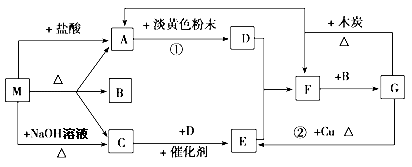 + 盐酸
A
+ 淡黄色粉末
①
D
+ 木炭
△
M
△
B
F
+B
G
+NaOH溶液
△
C
+D
+ 催化剂
E
② +Cu △